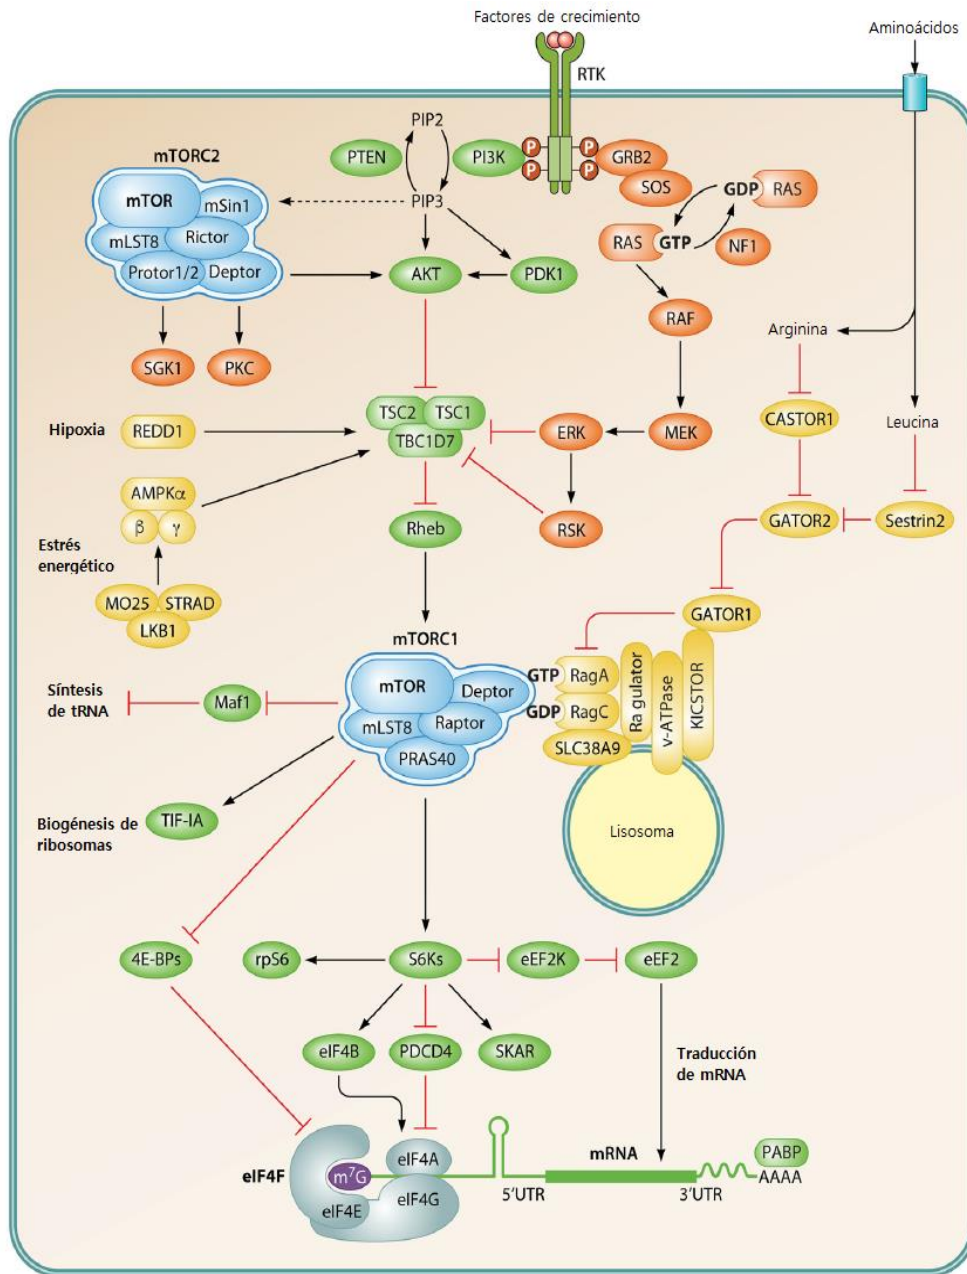 Factores de crecimiento
Aminoácidos
RTK
PIP2
PTEN
PI3K
P
P
P
P
GRB2
SOS
GDP
RAS
mTORC2
mTOR
mSin1
mLST8
Rictor
Protor1/2
Deptor
PIP3
RAS
GTP
NF1
AKT
PDK1
RAF
Arginina
SGK1
PKC
TSC2
TSC1
TBC1D7
ERK
MEK
CASTOR1
Leucina
Hipoxia
REDD1
AMPKα
β
γ
Rheb
RSK
GATOR2
Sestrin2
Estrés
energético
MO25
STRAD
LKB1
GATOR1
mTORC1
mTOR
Deptor
mLST8
Raptor
PRAS40
GTP
RagA
GDP
RagC
SLC38A9
Ra gulator
v-ATPase
KICSTOR
Síntesis
de tRNA
Maf1
Biogénesis de
ribosomas
TIF-IA
Lisosoma
4E-BPs
rpS6
S6Ks
eEF2K
eEF2
eIF4B
PDCD4
SKAR
Traducción
de mRNA
eIF4F
m7G
eIF4A
eIF4E
eIF4G
5'UTR
mRNA
3'UTR
PABP
AAAA